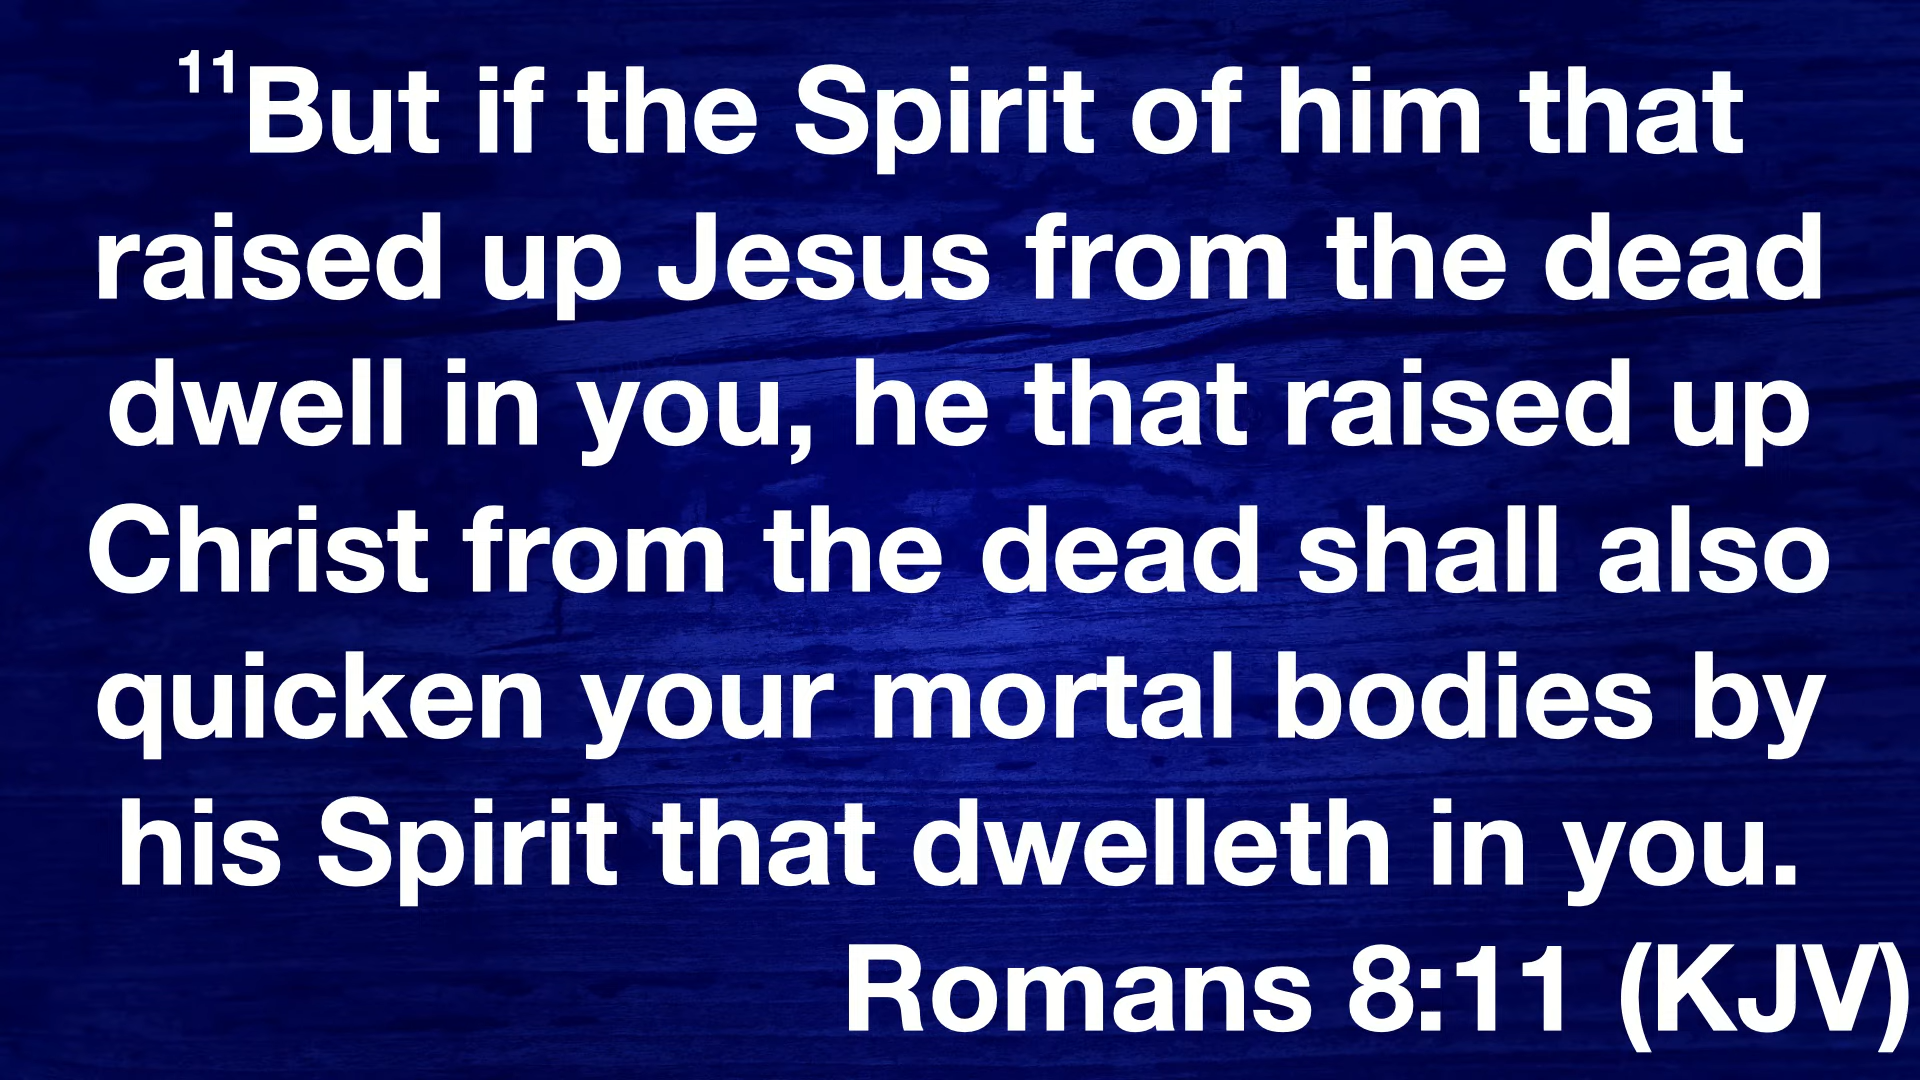 ¹¹But if the Spirit of him that
raised up Jesus from the dead
dwell in you, he that raised up
Christ from the dead shall also
quicken your mortal bodies by
his Spirit that dwelleth in you.
Romans 8:11 (KJV)